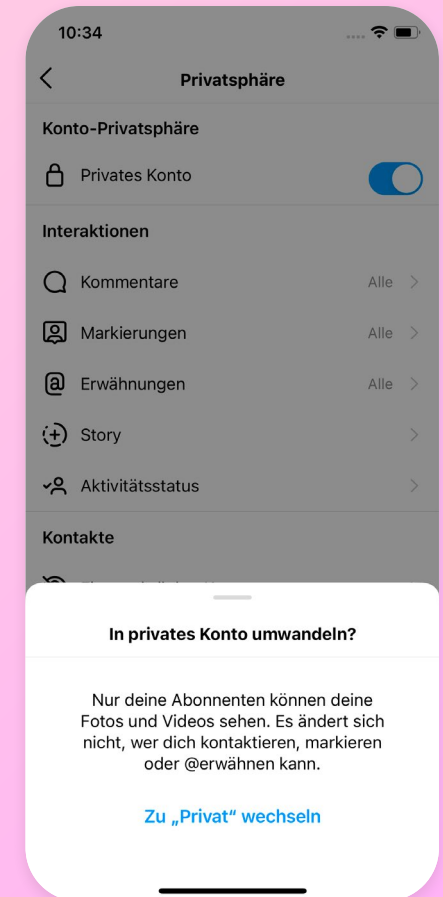 10:34
Privatsphäre
Konto-Privatsphäre
Privates Konto
Interaktionen
Kommentare Alle
Markierungen Alle
Erwähnungen Alle
Story
Aktivitätsstatus
Kontakte
In privates Konto umwandeln?
Nur deine Abonnenten können deine
Fotos und Videos sehen. Es ändert sich
nicht, wer dich kontaktieren, markieren
oder @erwähnen kann.
Zu „Privat“ wechseln